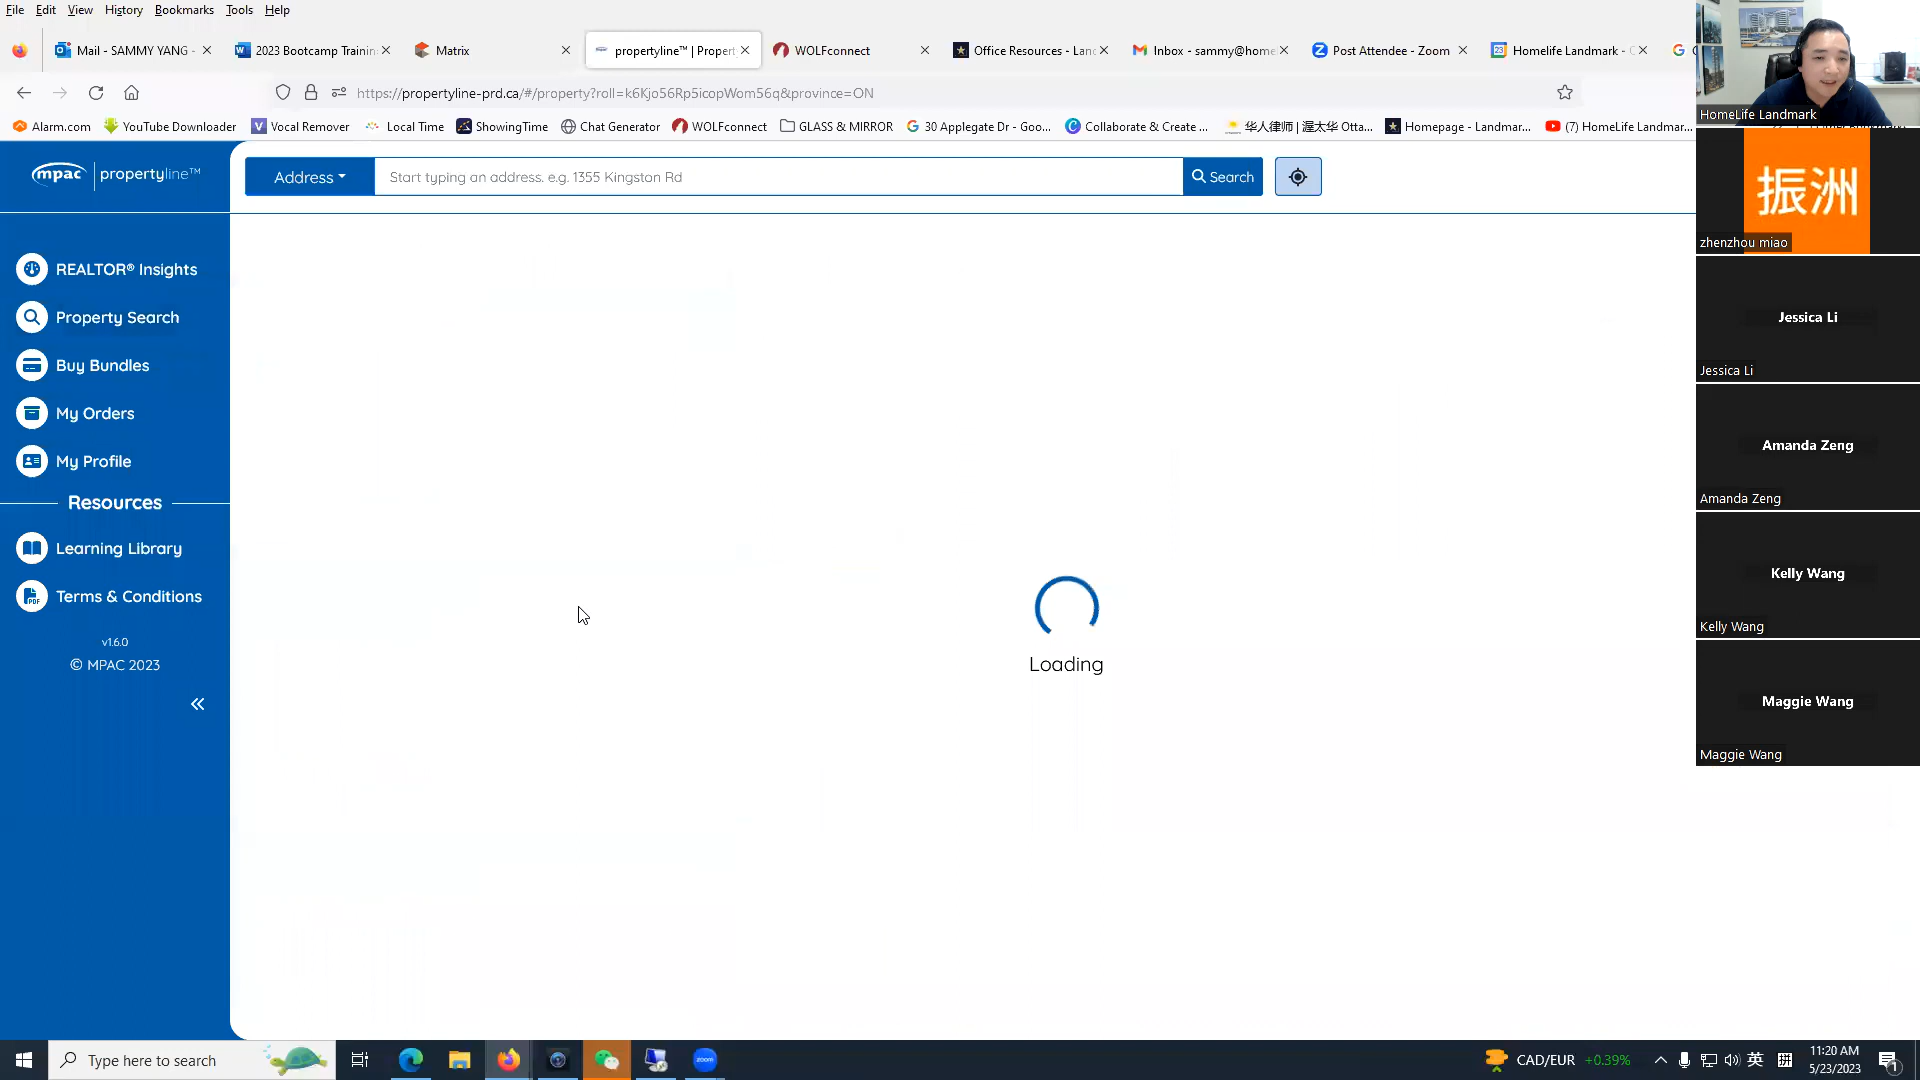 File Edit View History Bookmarks Tools Help
Mail - SAMMY YANG -
2023 Bootcamp Trainin
Matrix
propertyline™ | Propert
WOLFconnect
Office Resources - Lan
Inbox - sammy@home
Post Attendee - Zoom
Homelife Landmark -
https://propertyline-prd.ca/#/property?roll=k6Kjo56Rp5icopWom56q&province=ON
Alarm.com
YouTube Downloader
Vocal Remover
Local Time
ShowingTime
Chat Generator
WOLFconnect
GLASS & MIRROR
30 Applegate Dr - Goo...
Collaborate & Create ...
华人律师 | 渥太华 Otta...
Homepage - Landmar...
(7) HomeLife Landmar...
mpac propertyline™
Address
Start typing an address. e.g. 1355 Kingston Rd
Search
REALTOR® Insights
Property Search
Buy Bundles
My Orders
My Profile
Resources
Learning Library
Terms & Conditions
v1.6.0
© MPAC 2023
Loading
HomeLife Landmark
振洲
zhenzhou miao
Jessica Li
Jessica Li
Amanda Zeng
Amanda Zeng
Kelly Wang
Kelly Wang
Maggie Wang
Maggie Wang
Type here to search
zoom
CAD/EUR +0.39%
英
拼
11:20 AM
5/23/2023
1